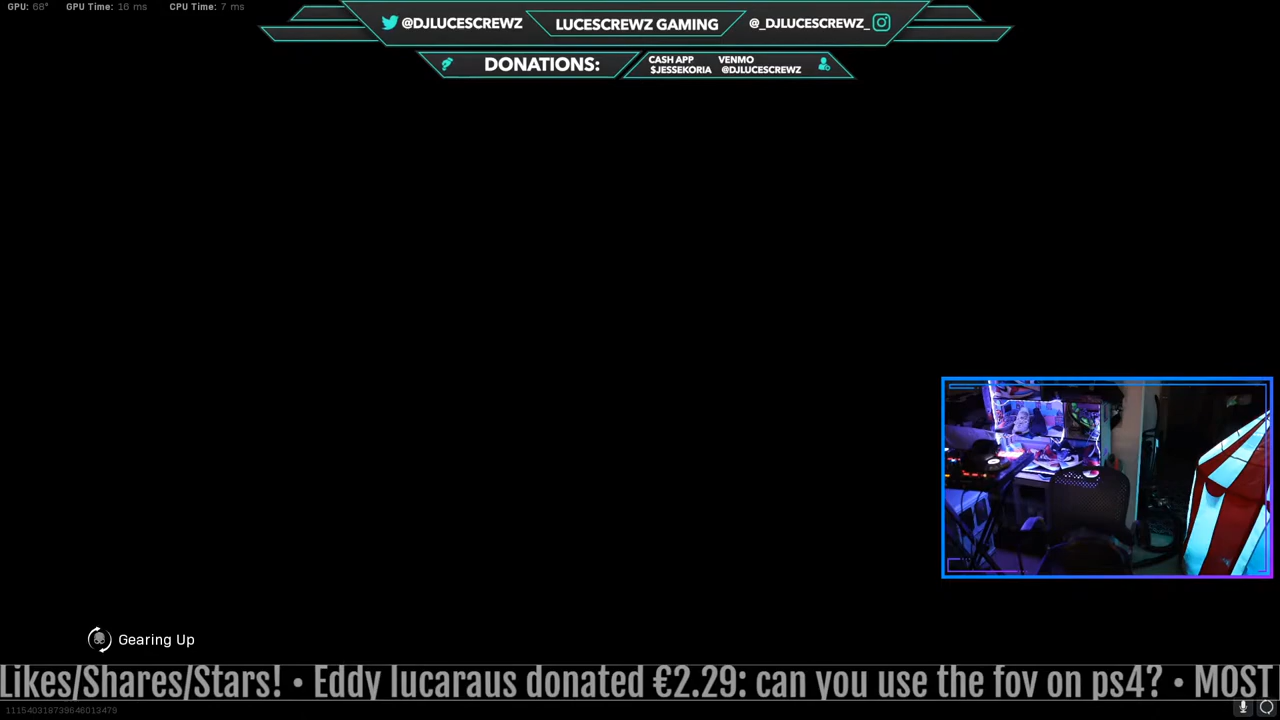 GPU: 68° GPU Time: 16 ms CPU Time: 7 ms
@DJLUCESCREWZ
LUCESCREWZ GAMING
@_DJLUCESCREWZ_
DONATIONS:
CASH APP VENMO
$JESSEKORIA @DJLUCESCREWZ
Gearing Up
Likes/Shares/Stars! • Eddy lucaraus donated €2.29: can you use the fov on ps4? • MOST
11154031873964601​3479